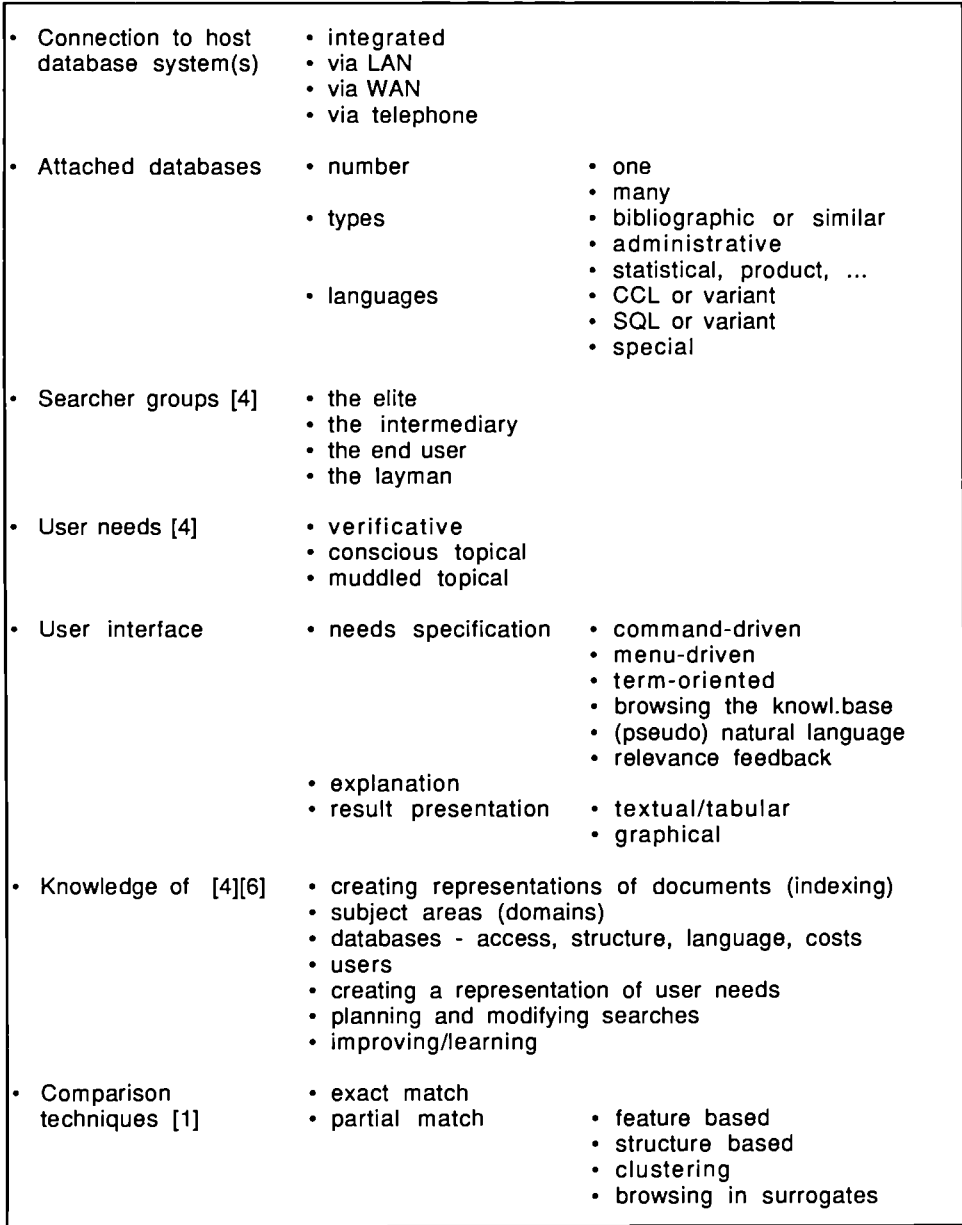 • Connection to host • integrated
database system(s) • via LAN
• via WAN
• via telephone
• Attached databases • number • one
• many
• types • bibliographic or similar
• administrative
• statistical, product, ...
• languages • CCL or variant
• SQL or variant
• special
• Searcher groups [4] • the elite
• the intermediary
• the end user
• the layman
• User needs [4] • verificative
• conscious topical
• muddled topical
• User interface • needs specification • command-driven
• menu-driven
• term-oriented
• browsing the knowl.base
• (pseudo) natural language
• relevance feedback
• explanation
• result presentation • textual/tabular
• graphical
• Knowledge of [4][6] • creating representations of documents (indexing)
• subject areas (domains)
• databases - access, structure, language, costs
• users
• creating a representation of user needs
• planning and modifying searches
• improving/learning
• Comparison • exact match
techniques [1] • partial match • feature based
• structure based
• clustering
• browsing in surrogates